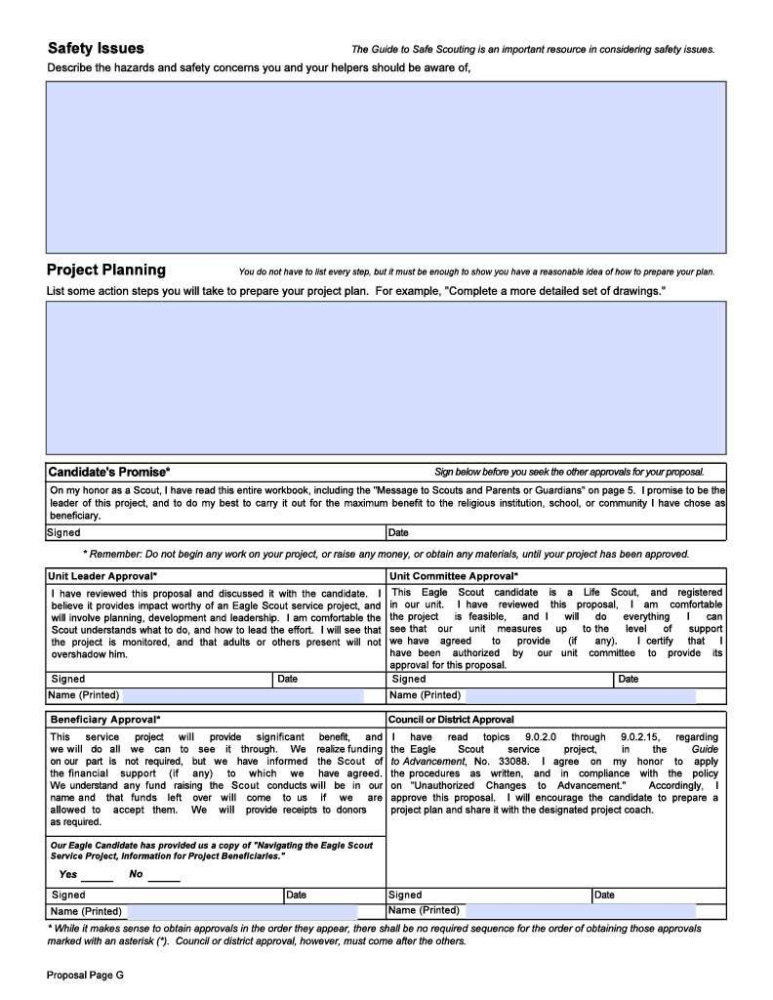 Safety Issues The Guide to Safe Scouting is an important resource in considering safety issues.
Describe the hazards and safety concerns you and your helpers should be aware of,
Project Planning You do not have to list every step, but it must be enough to show you have a reasonable idea of how to prepare your plan.
List some action steps you will take to prepare your project plan. For example, "Complete a more detailed set of drawings."
Candidate's Promise* Sign below before you seek the other approvals for your proposal.
On my honor as a Scout, I have read this entire workbook, including the "Message to Scouts and Parents or Guardians" on page 5. I promise to be the
leader of this project, and to do my best to carry it out for the maximum benefit to the religious institution, school, or community I have chose as
beneficiary.
Signed Date
* Remember: Do not begin any work on your project, or raise any money, or obtain any materials, until your project has been approved.
Unit Leader Approval*
I have reviewed this proposal and discussed it with the candidate. I
believe it provides impact worthy of an Eagle Scout service project, and
will involve planning, development and leadership. I am comfortable the
Scout understands what to do, and how to lead the effort. I will see that
the project is monitored, and that adults or others present will not
overshadow him.
Signed Date
Name (Printed)
Unit Committee Approval*
This Eagle Scout candidate is a Life Scout, and registered
in our unit. I have reviewed this proposal, I am comfortable
the project is feasible, and I will do everything I can
see that our unit measures up to the level of support
we have agreed to provide (if any). I certify that I
have been authorized by our unit committee to provide its
approval for this proposal.
Signed Date
Name (Printed)
Beneficiary Approval*
This service project will provide significant benefit, and
we will do all we can to see it through. We realize funding
on our part is not required, but we have informed the Scout of
the financial support (if any) to which we have agreed.
We understand any fund raising the Scout conducts will be in our
name and that funds left over will come to us if we are
allowed to accept them. We will provide receipts to donors
as required.
Our Eagle Candidate has provided us a copy of "Navigating the Eagle Scout
Service Project, Information for Project Beneficiaries."
Yes _____ No _____
Signed Date
Name (Printed)
Council or District Approval
I have read topics 9.0.2.0 through 9.0.2.15, regarding
the Eagle Scout service project, in the Guide
to Advancement, No. 33088. I agree on my honor to apply
the procedures as written, and in compliance with the policy
on "Unauthorized Changes to Advancement." Accordingly, I
approve this proposal. I will encourage the candidate to prepare a
project plan and share it with the designated project coach.
Signed Date
Name (Printed)
* While it makes sense to obtain approvals in the order they appear, there shall be no required sequence for the order of obtaining those approvals
marked with an asterisk (*). Council or district approval, however, must come after the others.
Proposal Page G